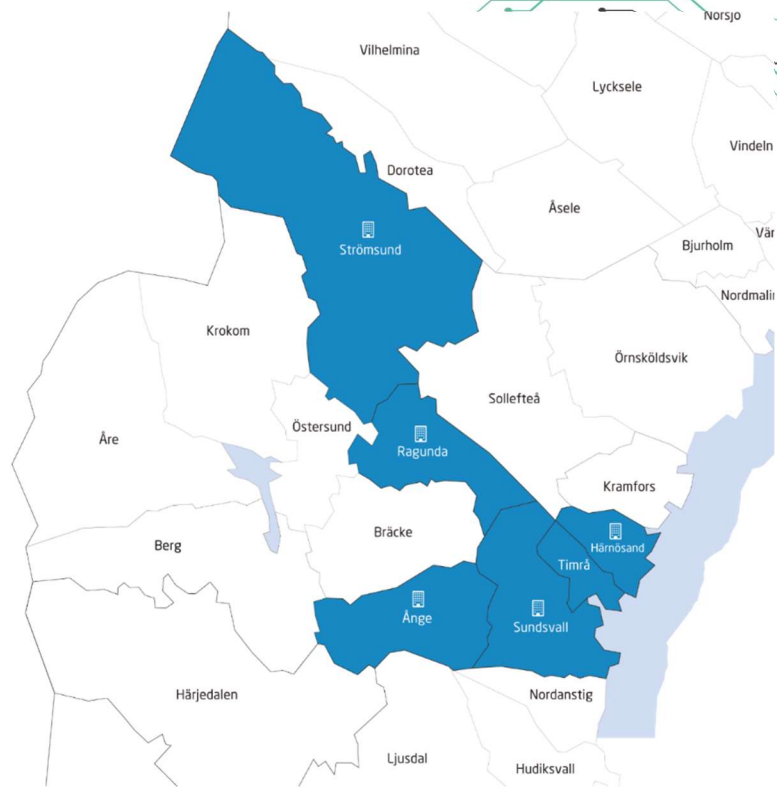 Norsjö
Vilhelmina
Lycksele
Vindeln
Dorotea
Åsele
Vär
Bjurholm
Strömsund
Nordmalin
Krokom
Örnsköldsvik
Sollefteå
Östersund
Åre
Ragunda
Kramfors
Bräcke
Berg
Härnösand
Timrå
Ånge
Sundsvall
Härjedalen
Nordanstig
Ljusdal
Hudiksvall